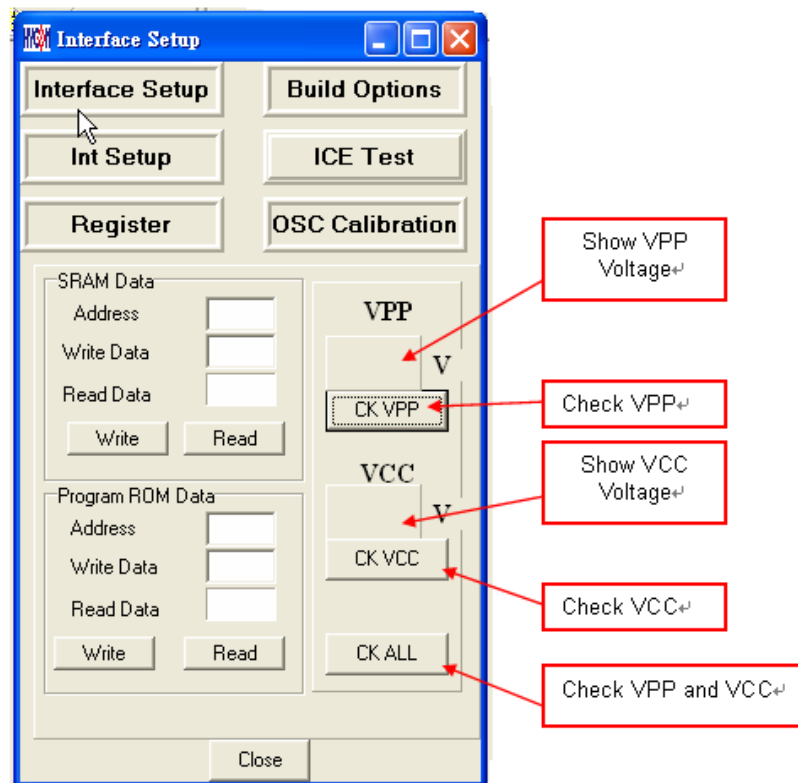 Interface Setup
Interface Setup
Build Options
Int Setup
ICE Test
Register
OSC Calibration
SRAM Data
Address
Write Data
Read Data
Write
Read
Program ROM Data
Address
Write Data
Read Data
Write
Read
VPP
V
CK VPP
VCC
V
CK VCC
CK ALL
Close
Show VPP
Voltage↵
Check VPP↵
Show VCC
Voltage↵
Check VCC↵
Check VPP and VCC↵